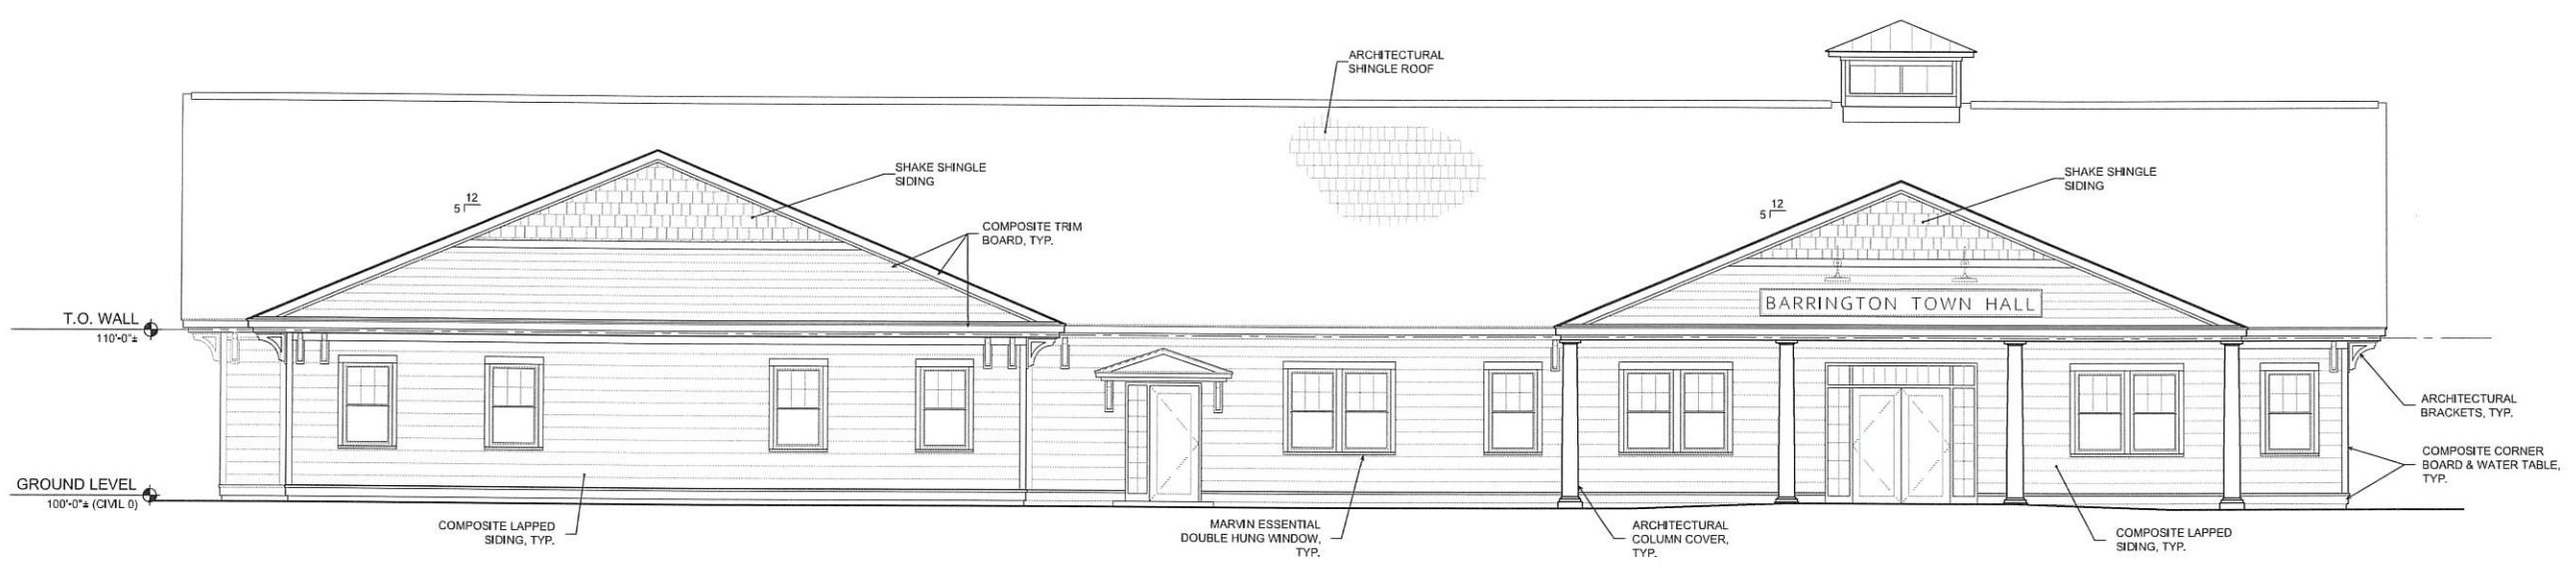 ARCHITECTURAL
SHINGLE ROOF
SHAKE SHINGLE
SIDING
SHAKE SHINGLE
SIDING
12
5
12
5
COMPOSITE TRIM
BOARD, TYP.
BARRINGTON TOWN HALL
T.O. WALL
110'-0"±
ARCHITECTURAL
BRACKETS, TYP.
COMPOSITE CORNER
BOARD & WATER TABLE,
TYP.
GROUND LEVEL
100'-0"± (CIVIL 0)
COMPOSITE LAPPED
SIDING, TYP.
MARVIN ESSENTIAL
DOUBLE HUNG WINDOW,
TYP.
ARCHITECTURAL
COLUMN COVER,
TYP.
COMPOSITE LAPPED
SIDING, TYP.